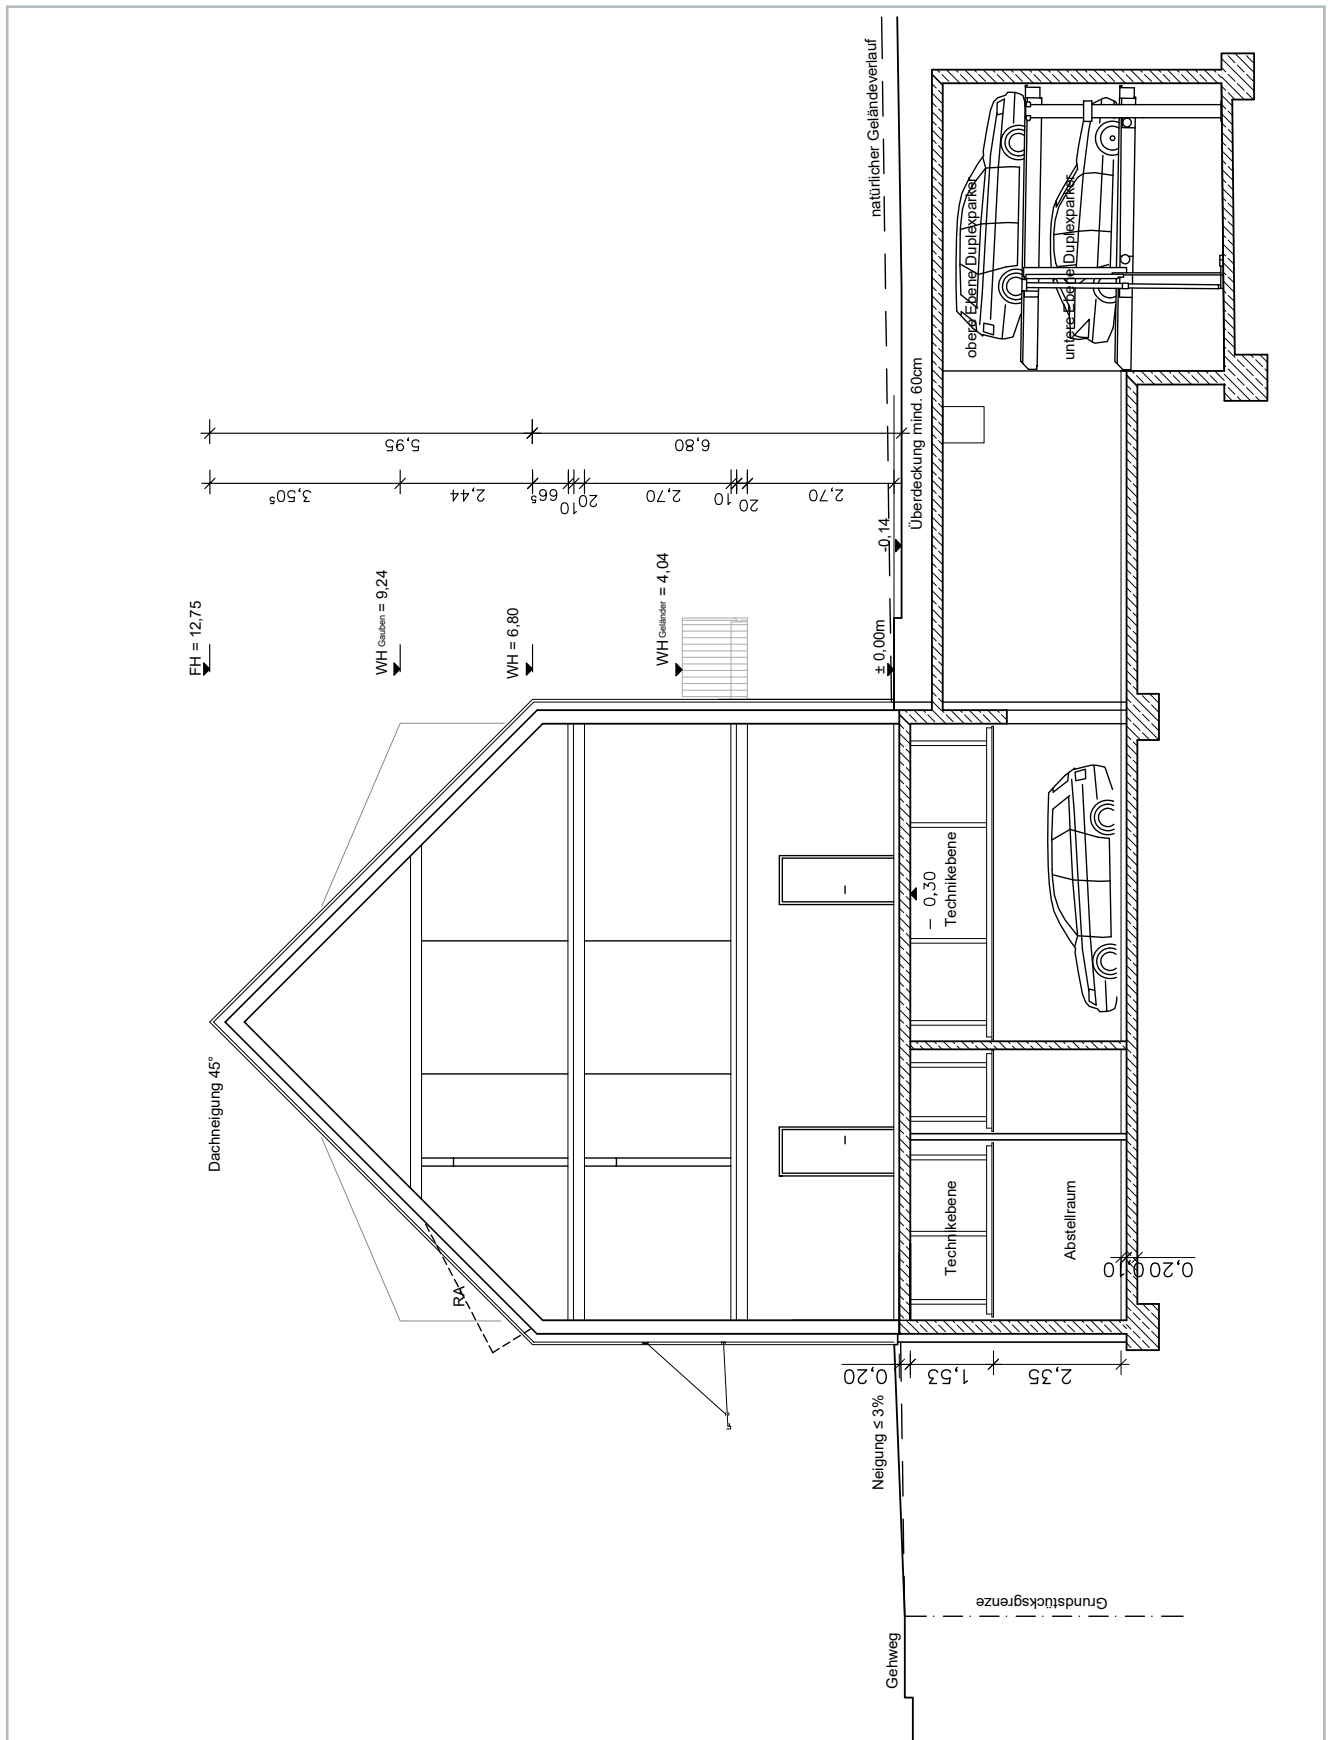 FH = 12,75
WH Gauben = 9,24
WH = 6,80
WH Geländer = 4,04
± 0,00m
-0,14
Dachneigung 45°
RA
natürlicher Geländeverlauf
Überdeckung mind. 60cm
5,95
6,80
3,50⁵
2,44
66⁵
10
20
2,70
10
20
2,70
obere Ebene Duplexparker
untere Ebene Duplexparker
− 0,30
Technikebene
Technikebene
Abstellraum
0,10
0,20
0,20
1,53
2,35
Neigung ≤ 3%
Gehweg
Grundstücksgrenze